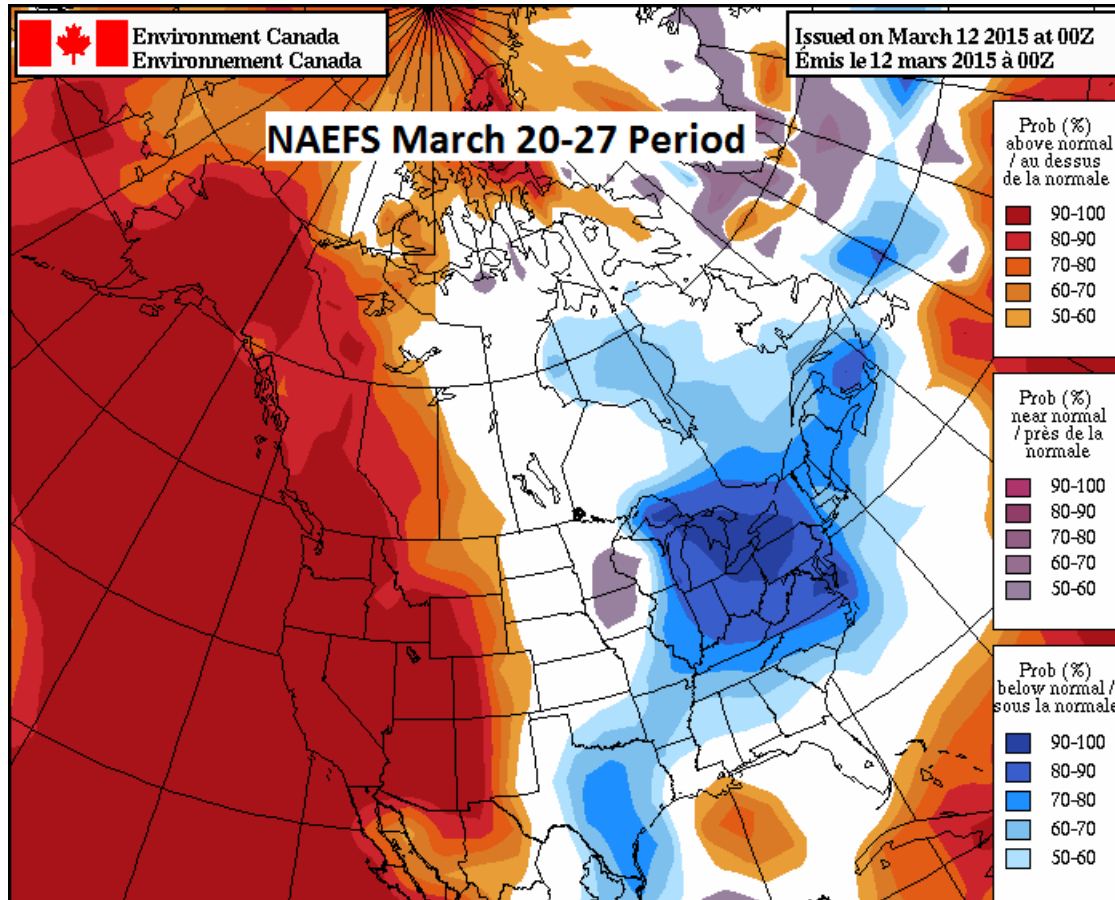 Environment Canada
Environnement Canada
Issued on March 12 2015 at 00Z
Émis le 12 mars 2015 à 00Z
NAEFS March 20-27 Period
Prob (%)
above normal
/ au dessus
de la normale
90-100
80-90
70-80
60-70
50-60
Prob (%)
near normal
/ près de la
normale
90-100
80-90
70-80
60-70
50-60
Prob (%)
below normal /
sous la normale
90-100
80-90
70-80
60-70
50-60